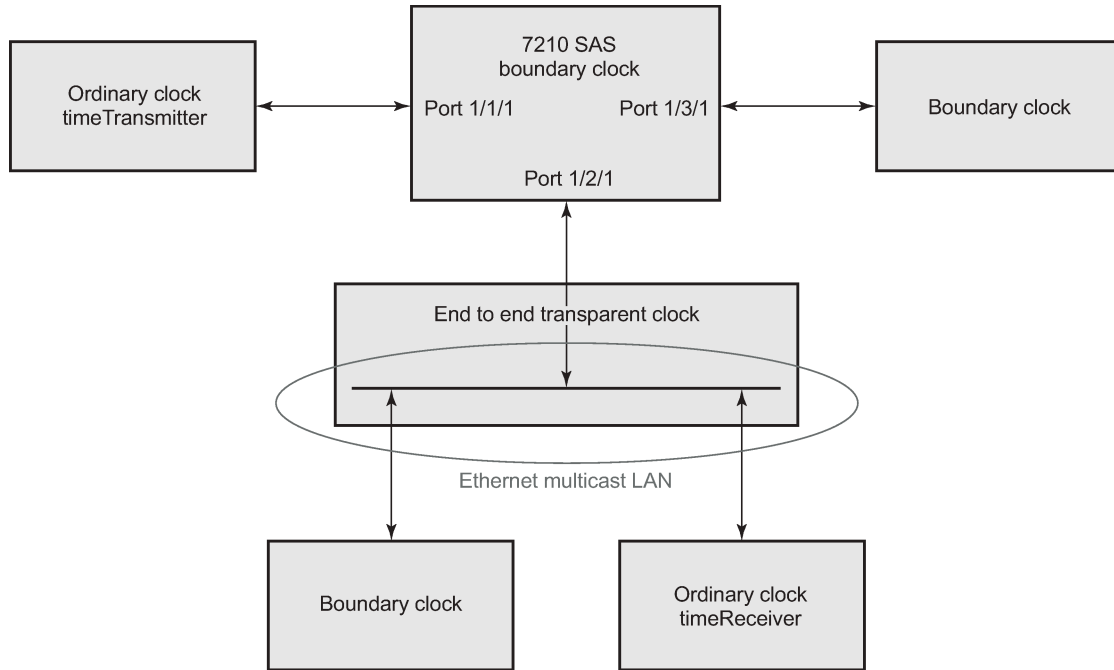 7210 SAS
boundary clock
Ordinary clock
timeTransmitter
Port 1/1/1
Port 1/3/1
Boundary clock
Port 1/2/1
End to end transparent clock
Ethernet multicast LAN
Boundary clock
Ordinary clock
timeReceiver